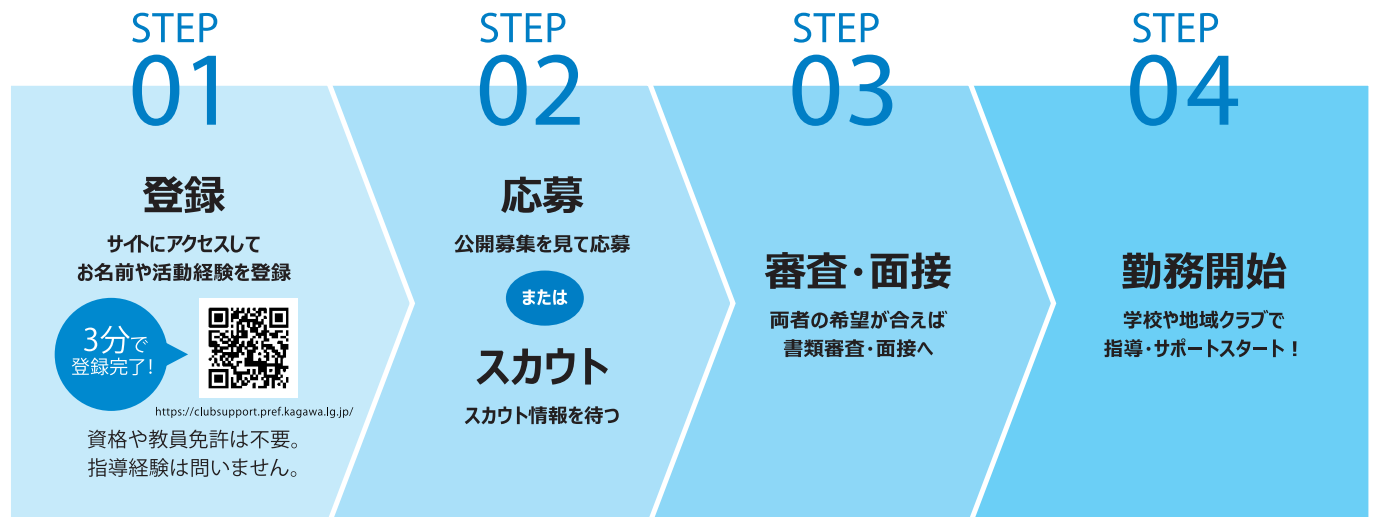 STEP
01
登録
サイトにアクセスして
お名前や活動経験を登録
3分で
登録完了!
https://clubsupport.pref.kagawa.lg.jp/
資格や教員免許は不要。
指導経験は問いません。
STEP
02
応募
公開募集を見て応募
または
スカウト
スカウト情報を待つ
STEP
03
審査・面接
両者の希望が合えば
書類審査・面接へ
STEP
04
勤務開始
学校や地域クラブで
指導・サポートスタート！